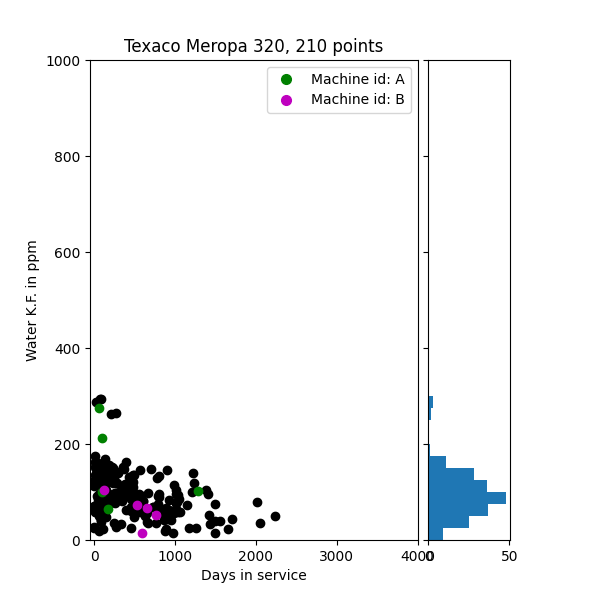 Texaco Meropa 320, 210 points
Machine id: A
Machine id: B
1000
800
600
400
200
0
Water K.F. in ppm
0 1000 2000 3000 4000
0 50
Days in service